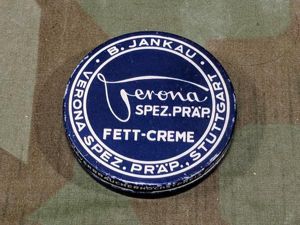 B. JANKAU
Verona
SPEZ. PRÄP.
FETT-CREME
VERONA SPEZ. PRÄP., STUTTGART